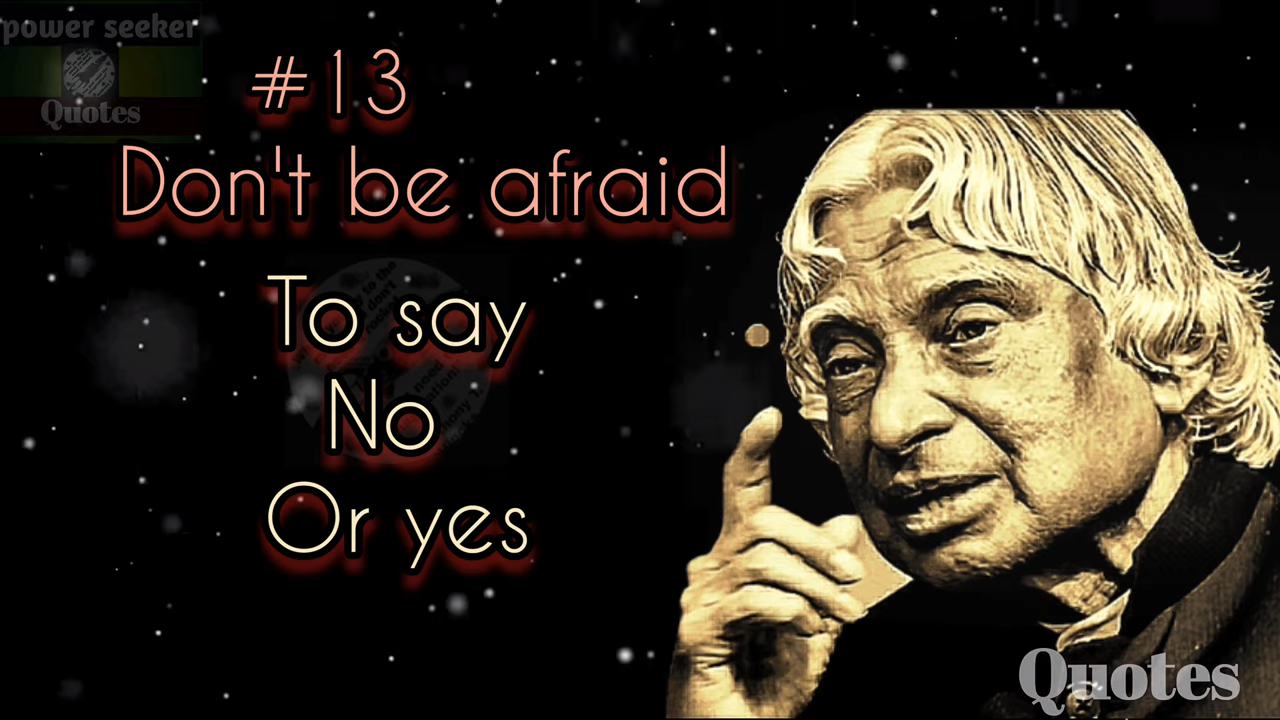 power seeker
Quotes
#13
Don't be afraid
To say
No
Or yes
Quotes